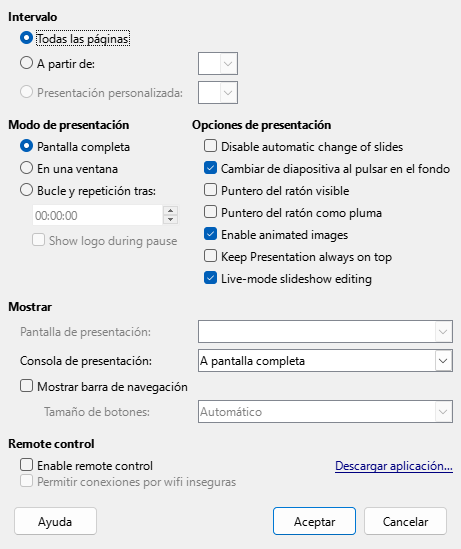 Intervalo
Todas las páginas
A partir de:
Presentación personalizada:
Modo de presentación
Pantalla completa
En una ventana
Bucle y repetición tras:
00:00:00
Show logo during pause
Opciones de presentación
Disable automatic change of slides
Cambiar de diapositiva al pulsar en el fondo
Puntero del ratón visible
Puntero del ratón como pluma
Enable animated images
Keep Presentation always on top
Live-mode slideshow editing
Mostrar
Pantalla de presentación:
Consola de presentación: A pantalla completa
Mostrar barra de navegación
Tamaño de botones: Automático
Remote control
Enable remote control Descargar aplicación...
Permitir conexiones por wifi inseguras
Ayuda Aceptar Cancelar